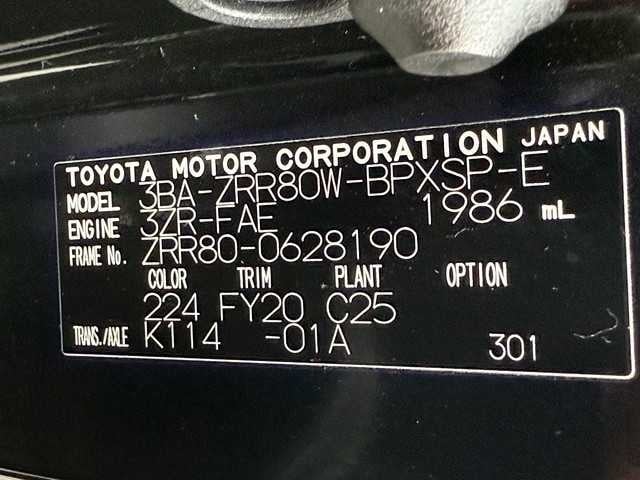 TOYOTA MOTOR CORPORATION JAPAN
MODEL 3BA-ZRR80W-BPXSP-E
ENGINE 3ZR-FAE 1986 mL
FRAME No. ZRR80-0628190
COLOR TRIM PLANT OPTION
224 FY20 C25
TRANS./AXLE K114 -01A 301